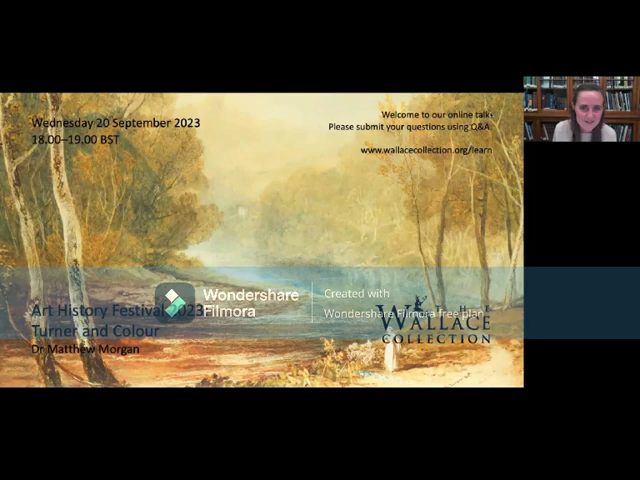 Wednesday 20 September 2023
18.00–19.00 BST
Welcome to our online talk.
Please submit your questions using Q&A.
www.wallacecollection.org/learn
Art History Festival 2023
Turner and Colour
Dr Matthew Morgan
Wondershare
Filmora
Created with
Wondershare Filmora free plan
THE
WALLACE
COLLECTION